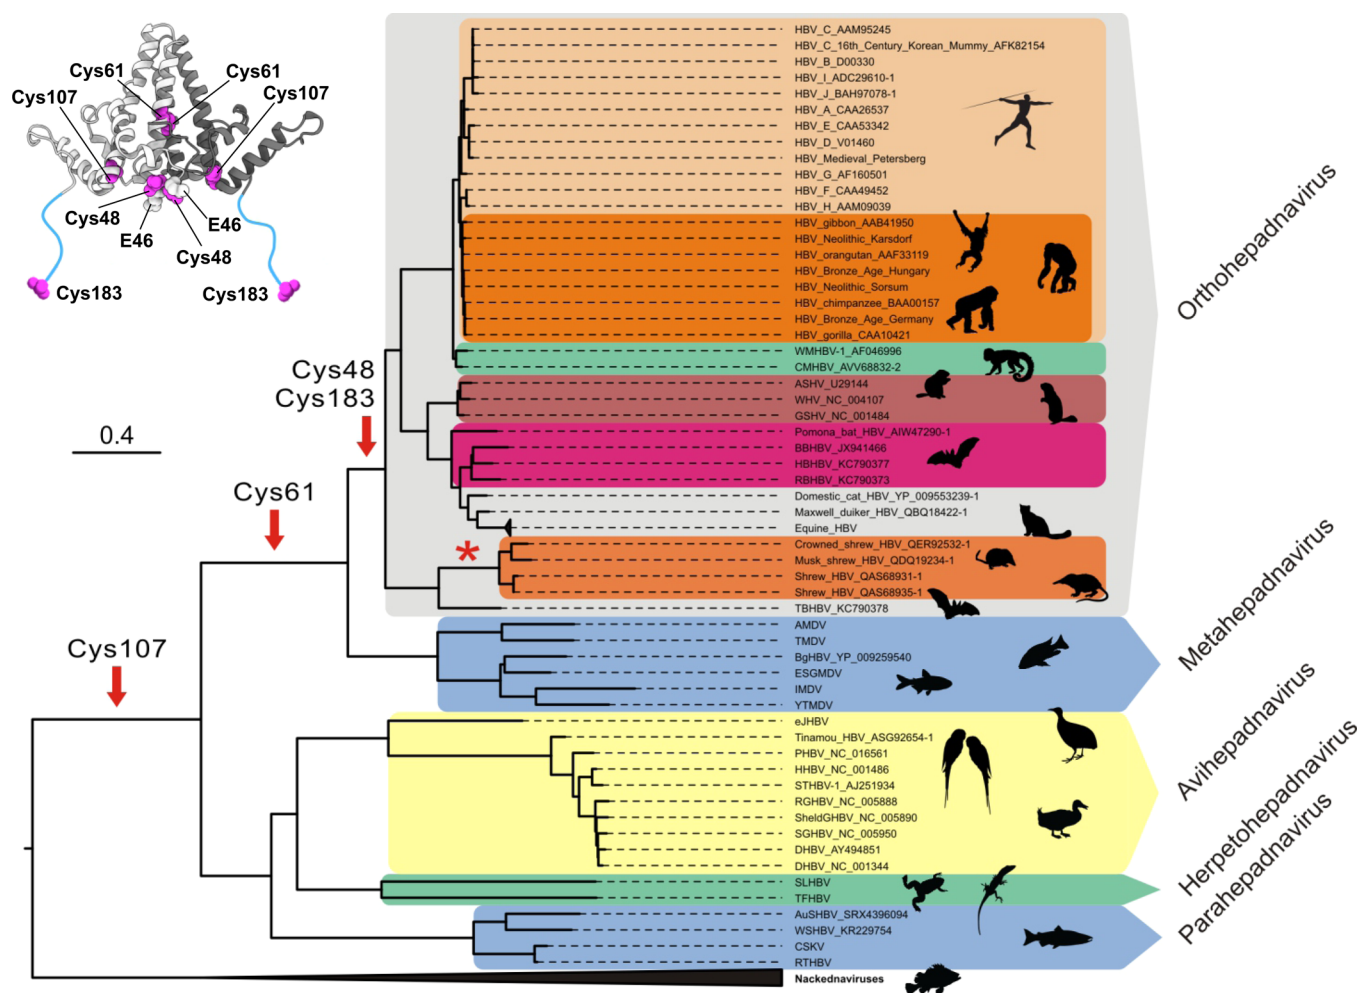 Cys61
Cys61
Cys107
Cys107
Cys48
E46
E46
Cys48
Cys183
Cys183
0.4
Cys48
Cys183
Cys61
Cys107
*
HBV_C_AAM95245
HBV_C_16th_Century_Korean_Mummy_AFK82154
HBV_B_D00330
HBV_I_ADC29610-1
HBV_J_BAH97078-1
HBV_A_CAA26537
HBV_E_CAA53342
HBV_D_V01460
HBV_Medieval_Petersberg
HBV_G_AF160501
HBV_F_CAA49452
HBV_H_AAM09039
HBV_gibbon_AAB41950
HBV_Neolithic_Karsdorf
HBV_orangutan_AAF33119
HBV_Bronze_Age_Hungary
HBV_Neolithic_Sorsum
HBV_chimpanzee_BAA00157
HBV_Bronze_Age_Germany
HBV_gorilla_CAA10421
WMHBV-1_AF046996
CMHBV_AVV68832-2
ASHV_U29144
WHV_NC_004107
GSHV_NC_001484
Pomona_bat_HBV_AIW47290-1
BBHBV_JX941466
HBHBV_KC790377
RBHBV_KC790373
Domestic_cat_HBV_YP_009553239-1
Maxwell_duiker_HBV_QBQ18422-1
Equine_HBV
Crowned_shrew_HBV_QER92532-1
Musk_shrew_HBV_QDQ19234-1
Shrew_HBV_QAS68931-1
Shrew_HBV_QAS68935-1
TBHBV_KC790378
AMDV
TMDV
BgHBV_YP_009259540
ESGMDV
IMDV
YTMDV
eJHBV
Tinamou_HBV_ASG92654-1
PHBV_NC_016561
HHBV_NC_001486
STHBV-1_AJ251934
RGHBV_NC_005888
SheldGHBV_NC_005890
SGHBV_NC_005950
DHBV_AY494851
DHBV_NC_001344
SLHBV
TFHBV
AuSHBV_SRX4396094
WSHBV_KR229754
CSKV
RTHBV
Nackednaviruses
Orthohepadnavirus
Metahepadnavirus
Avihepadnavirus
Herpetohepadnavirus
Parahepadnavirus